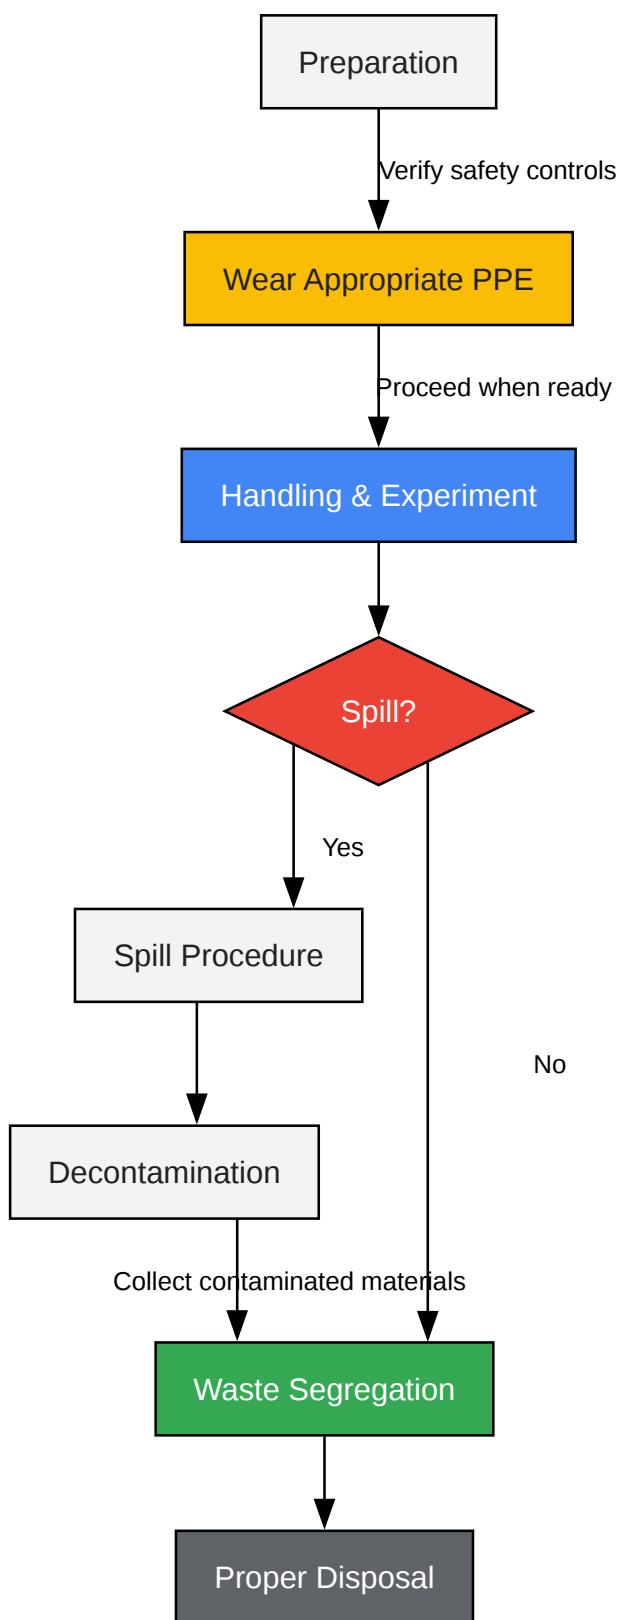 Preparation
Verify safety controls
Wear Appropriate PPE
Proceed when ready
Handling & Experiment
Spill?
Yes
Spill Procedure
No
Decontamination
Collect contaminated materials
Waste Segregation
Proper Disposal